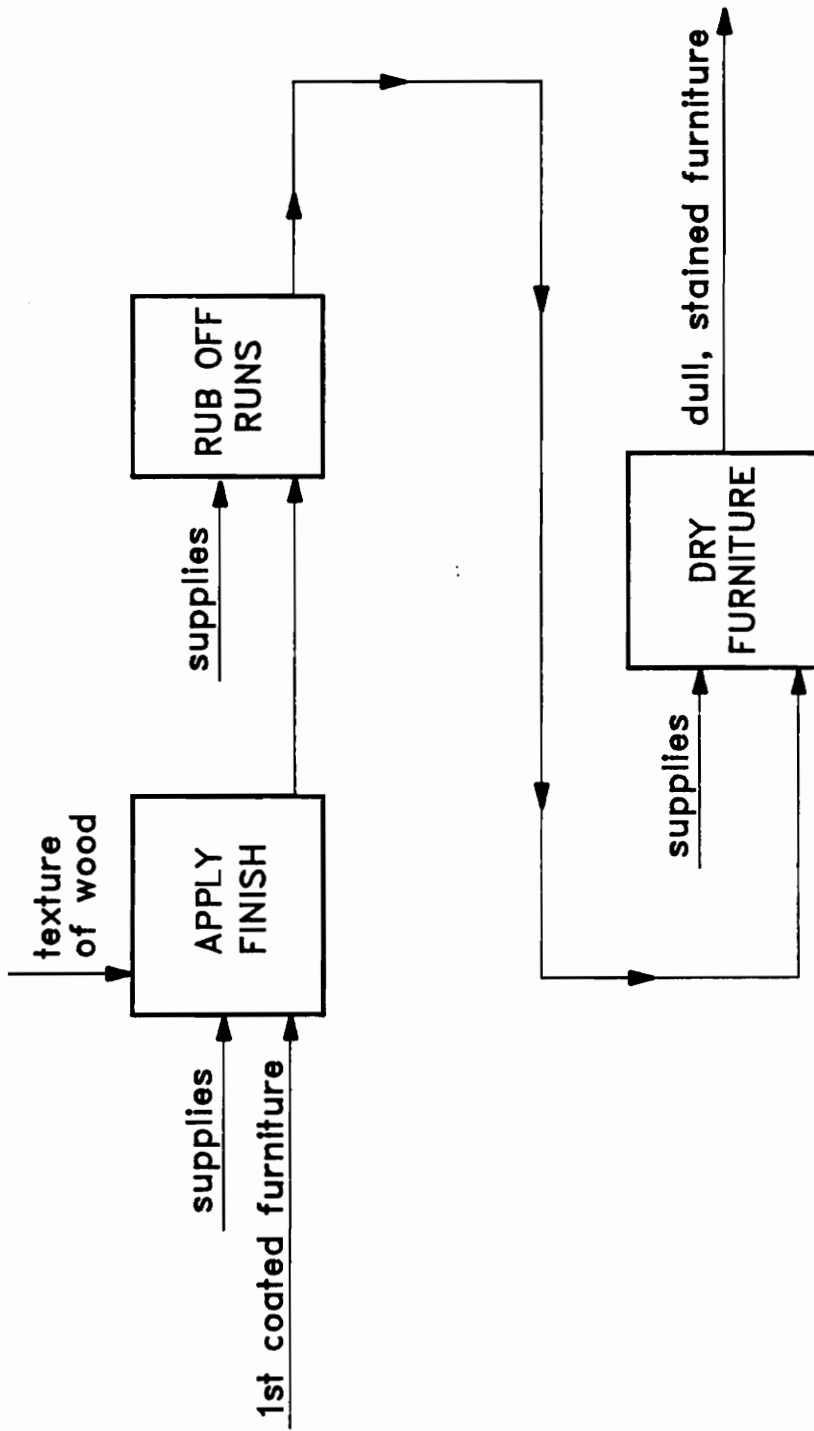 texture
of wood
supplies
1st coated furniture
APPLY
FINISH
supplies
RUB OFF
RUNS
supplies
DRY
FURNITURE
dull, stained furniture